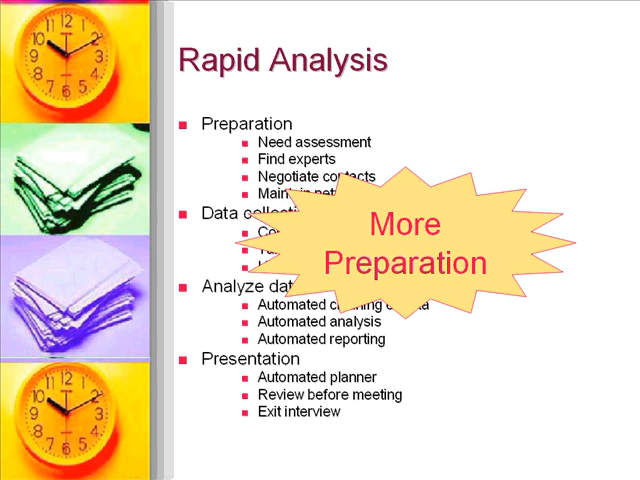 Rapid Analysis
Preparation
Need assessment
Find experts
Negotiate contacts
Data
More
Preparation
Analyze
Automated
Automated analysis
Automated reporting
Presentation
Automated planner
Review before meeting
Exit interview